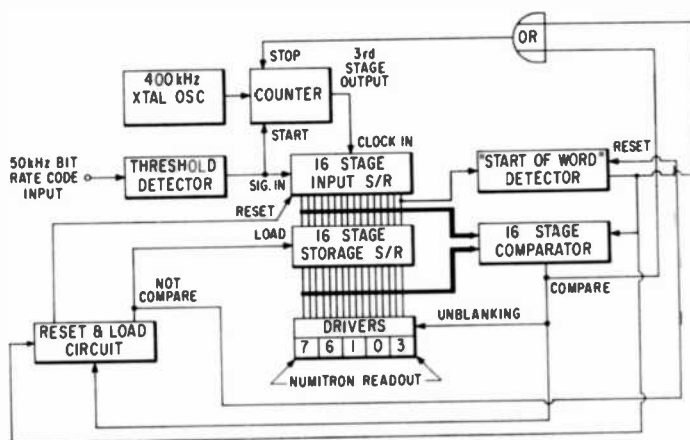 OR
STOP
3rd
STAGE
OUTPUT
400kHz
XTAL OSC
COUNTER
START
CLOCK IN
50kHz BIT
RATE CODE
INPUT
THRESHOLD
DETECTOR
SIG. IN
16 STAGE
INPUT S/R
"START OF WORD"
DETECTOR
RESET
RESET
LOAD
16 STAGE
STORAGE S/R
16 STAGE
COMPARATOR
NOT
COMPARE
COMPARE
UNBLANKING
RESET & LOAD
CIRCUIT
DRIVERS
7 6 1 0 3
NUMITRON READOUT